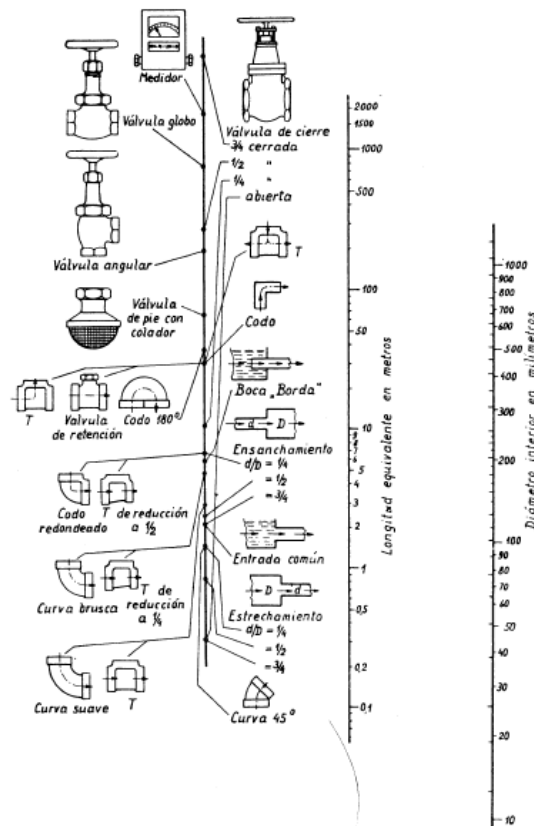 Medidor
Válvula globo
Válvula de cierre
3/4 cerrada
1/2 "
1/4 "
abierta
Válvula angular
T
Válvula
de pie con
colador
Codo
T
Valvula
de retención
Codo 180°
Boca „Borda"
d
D
Ensanchamiento
d/D = 1/4
= 1/2
= 3/4
Codo
redondeado
T de reducción
a 1/2
Entrada común
Curva brusca
T de
reducción
a 1/4
D
d
Estrechamiento
d/D = 1/4
= 1/2
= 3/4
Curva suave
T
Curva 45°
Longitud equivalente en metros
2000
1500
1000
500
100
50
10
9
8
7
6
5
4
3
2
1
0,5
0,2
0,1
Diámetro interior en milímetros
1000
900
800
700
600
500
400
300
200
100
90
80
70
60
50
40
30
20
10